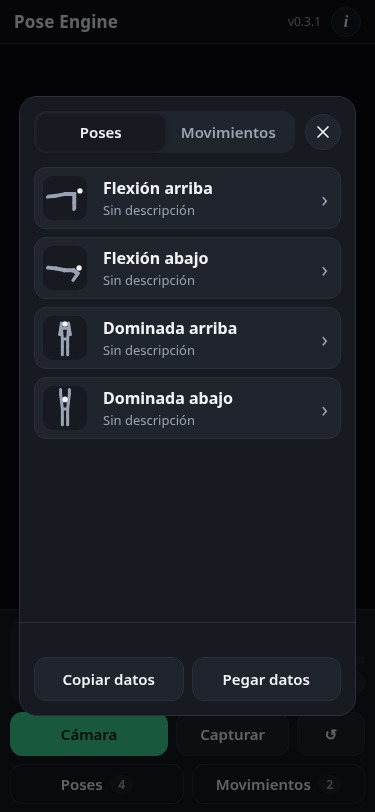 Pose Engine
v0.3.1
i
Poses
Movimientos
Flexión arriba
Sin descripción
Flexión abajo
Sin descripción
Dominada arriba
Sin descripción
Dominada abajo
Sin descripción
Copiar datos
Pegar datos
Cámara
Capturar
Poses 4
Movimientos 2